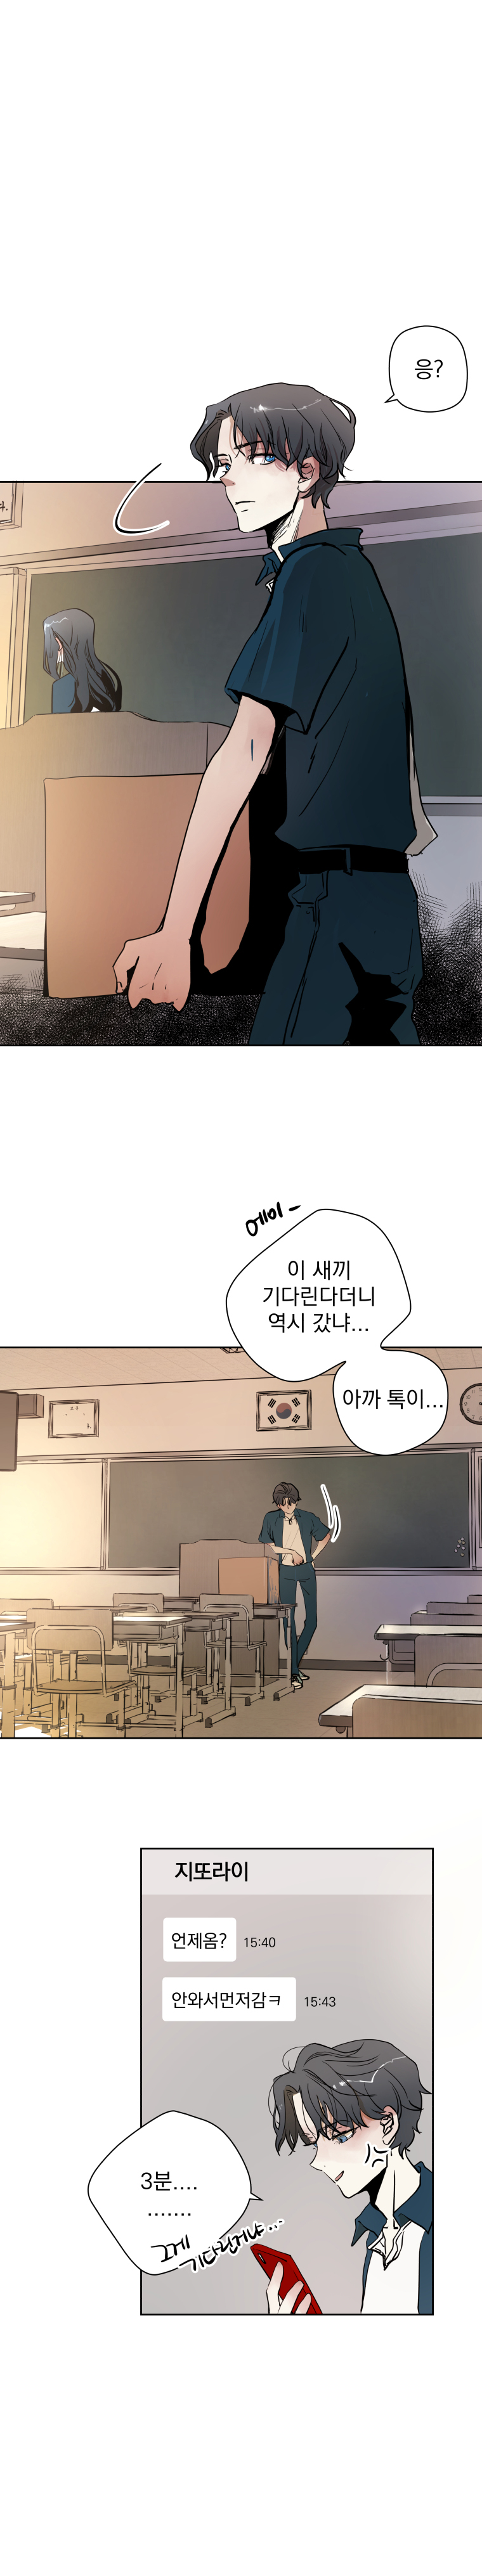 응?
다.
에이-
이 새끼
기다린다더니
역시 갔냐...
아까 톡이...
지또라이
언제옴? 15:40
안와서먼저감ㅋ 15:43
3분....
.......
그게
기다린거냐...